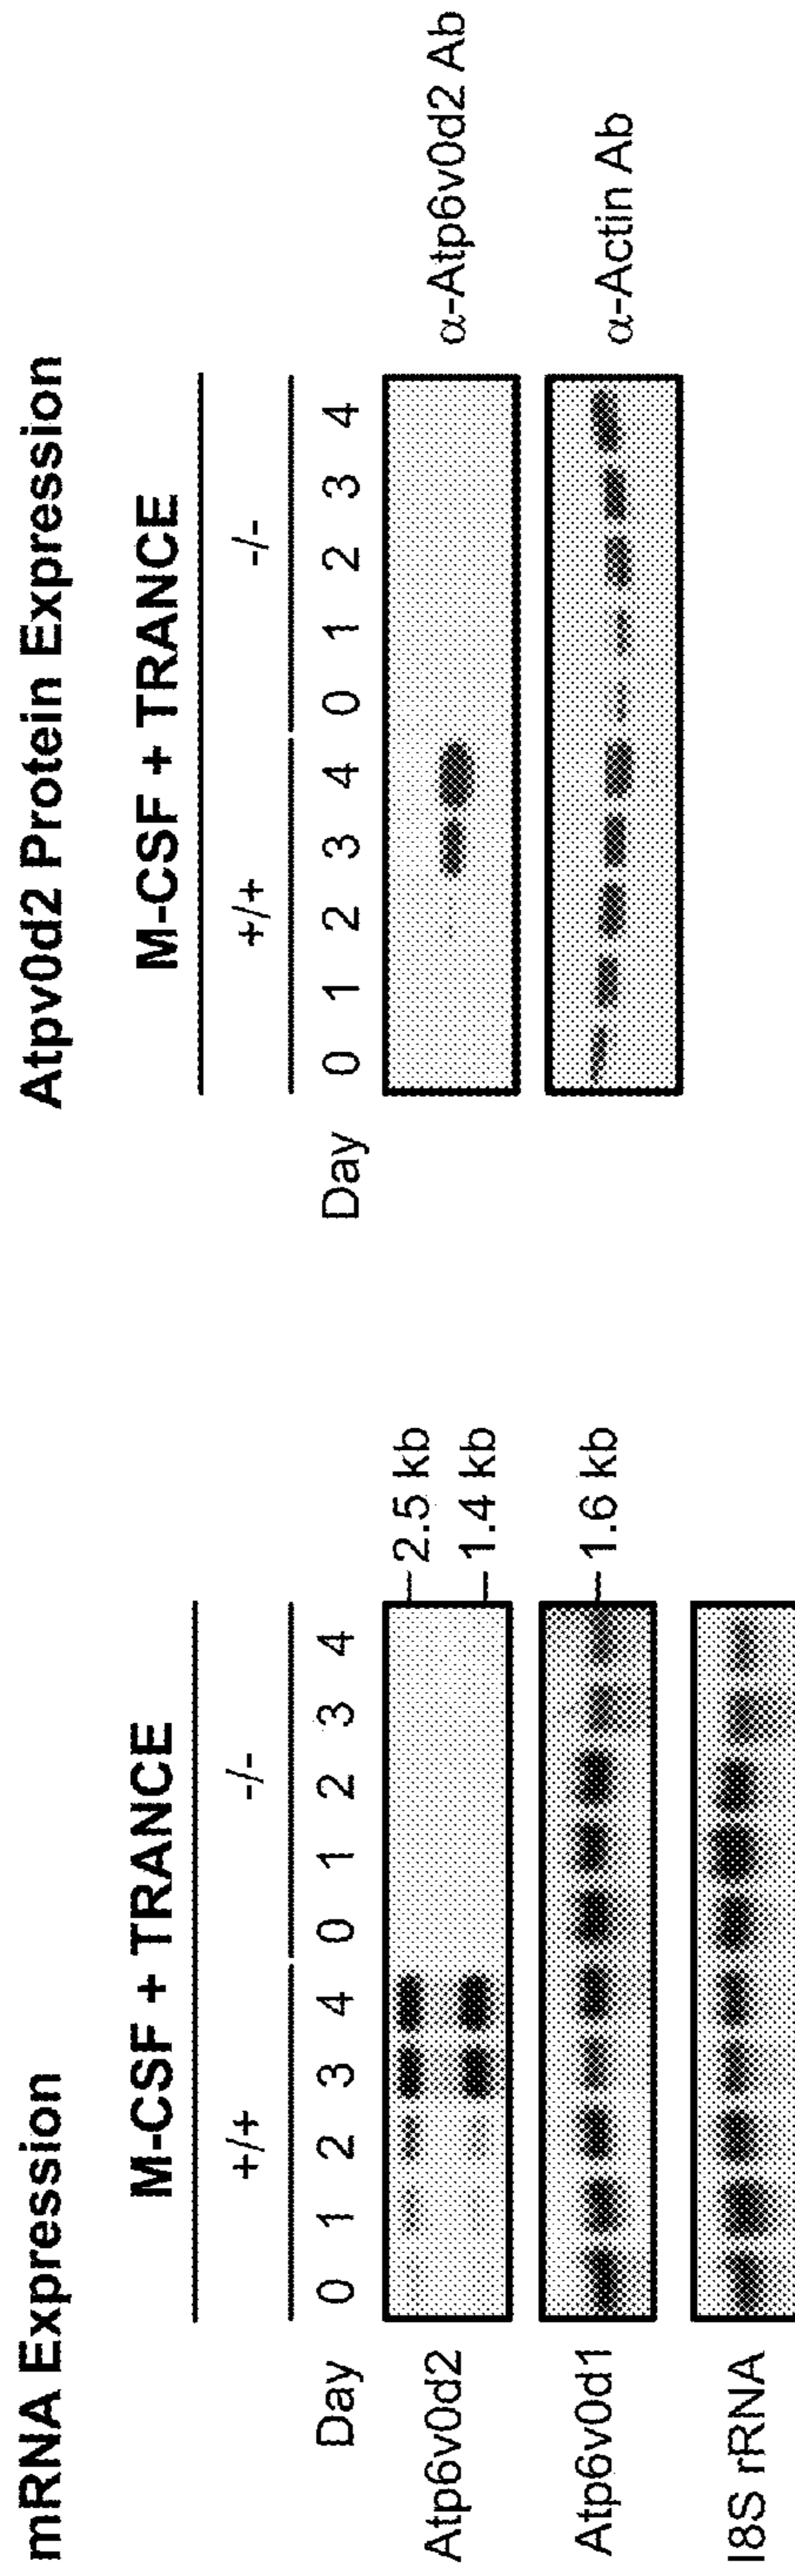 mRNA Expression
M-CSF + TRANCE
+/+ -/-
Day 0 1 2 3 4 0 1 2 3 4
Atp6v0d2
2.5 kb
1.4 kb
Atp6v0d1
1.6 kb
I8S rRNA
Atpv0d2 Protein Expression
M-CSF + TRANCE
+/+ -/-
Day 0 1 2 3 4 0 1 2 3 4
α-Atp6v0d2 Ab
α-Actin Ab